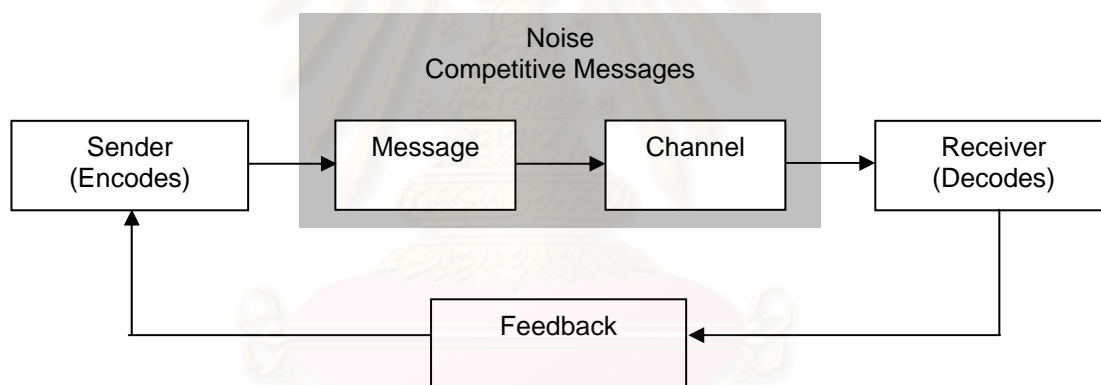 Noise
Competitive Messages
Sender
(Encodes)
Message
Channel
Receiver
(Decodes)
Feedback